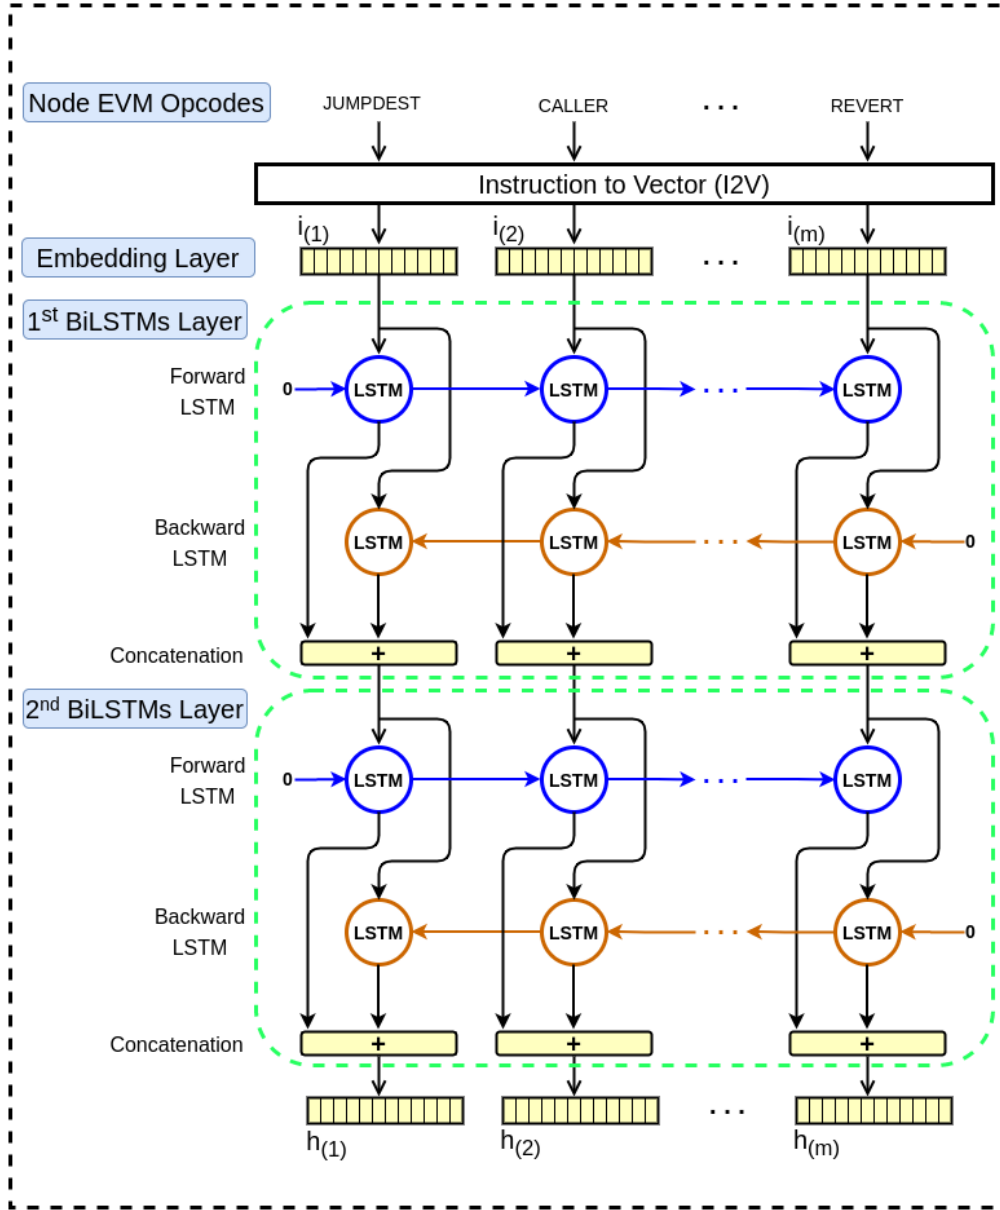 Node EVM Opcodes JUMPDEST CALLER . . . REVERT
Instruction to Vector (I2V)
i(1) i(2) i(m)
Embedding Layer . . .
1st BiLSTMs Layer
Forward
LSTM
0 LSTM LSTM . . . LSTM
Backward
LSTM
LSTM LSTM . . . LSTM 0
Concatenation + + +
2nd BiLSTMs Layer
Forward
LSTM
0 LSTM LSTM . . . LSTM
Backward
LSTM
LSTM LSTM . . . LSTM 0
Concatenation + + +
. . .
h(1) h(2) h(m)